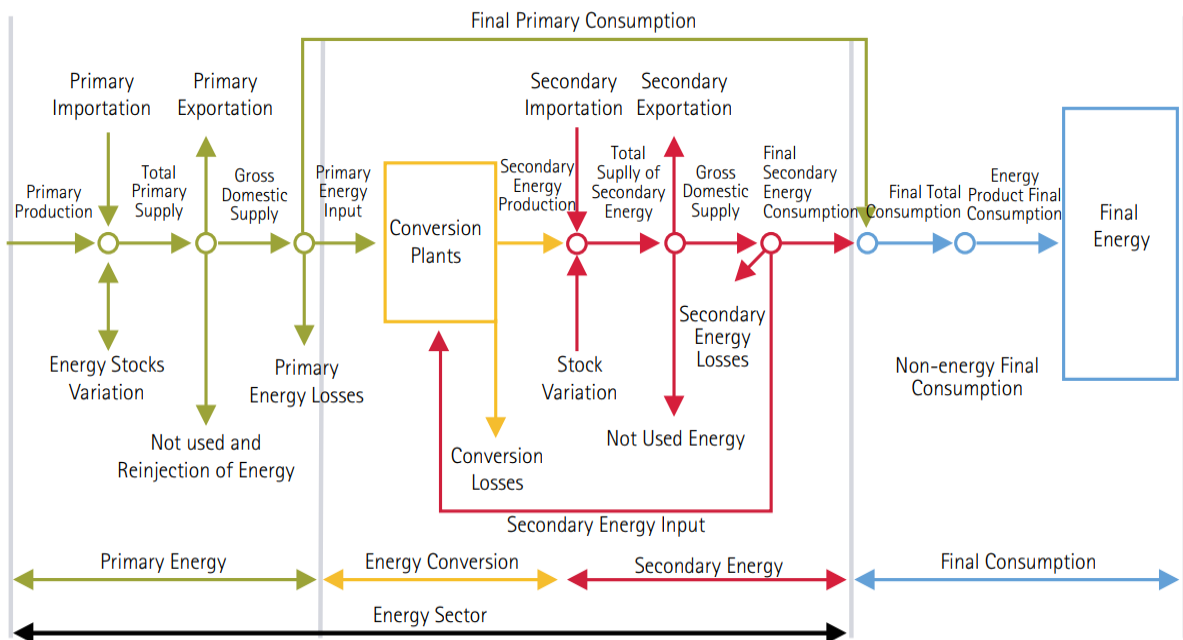 Final Primary Consumption
Primary
Importation
Primary
Exportation
Secondary
Importation
Secondary
Exportation
Primary
Production
Total
Primary
Supply
Gross
Domestic
Supply
Primary
Energy
Input
Conversion
Plants
Secondary
Energy
Production
Total
Suplly of
Secondary
Energy
Gross
Domestic
Supply
Final
Secondary
Energy
Consumption
Final Total
Consumption
Energy
Product Final
Consumption
Final
Energy
Energy Stocks
Variation
Primary
Energy Losses
Stock
Variation
Secondary
Energy
Losses
Non-energy Final
Consumption
Not used and
Reinjection of Energy
Conversion
Losses
Not Used Energy
Secondary Energy Input
Primary Energy
Energy Conversion
Secondary Energy
Final Consumption
Energy Sector